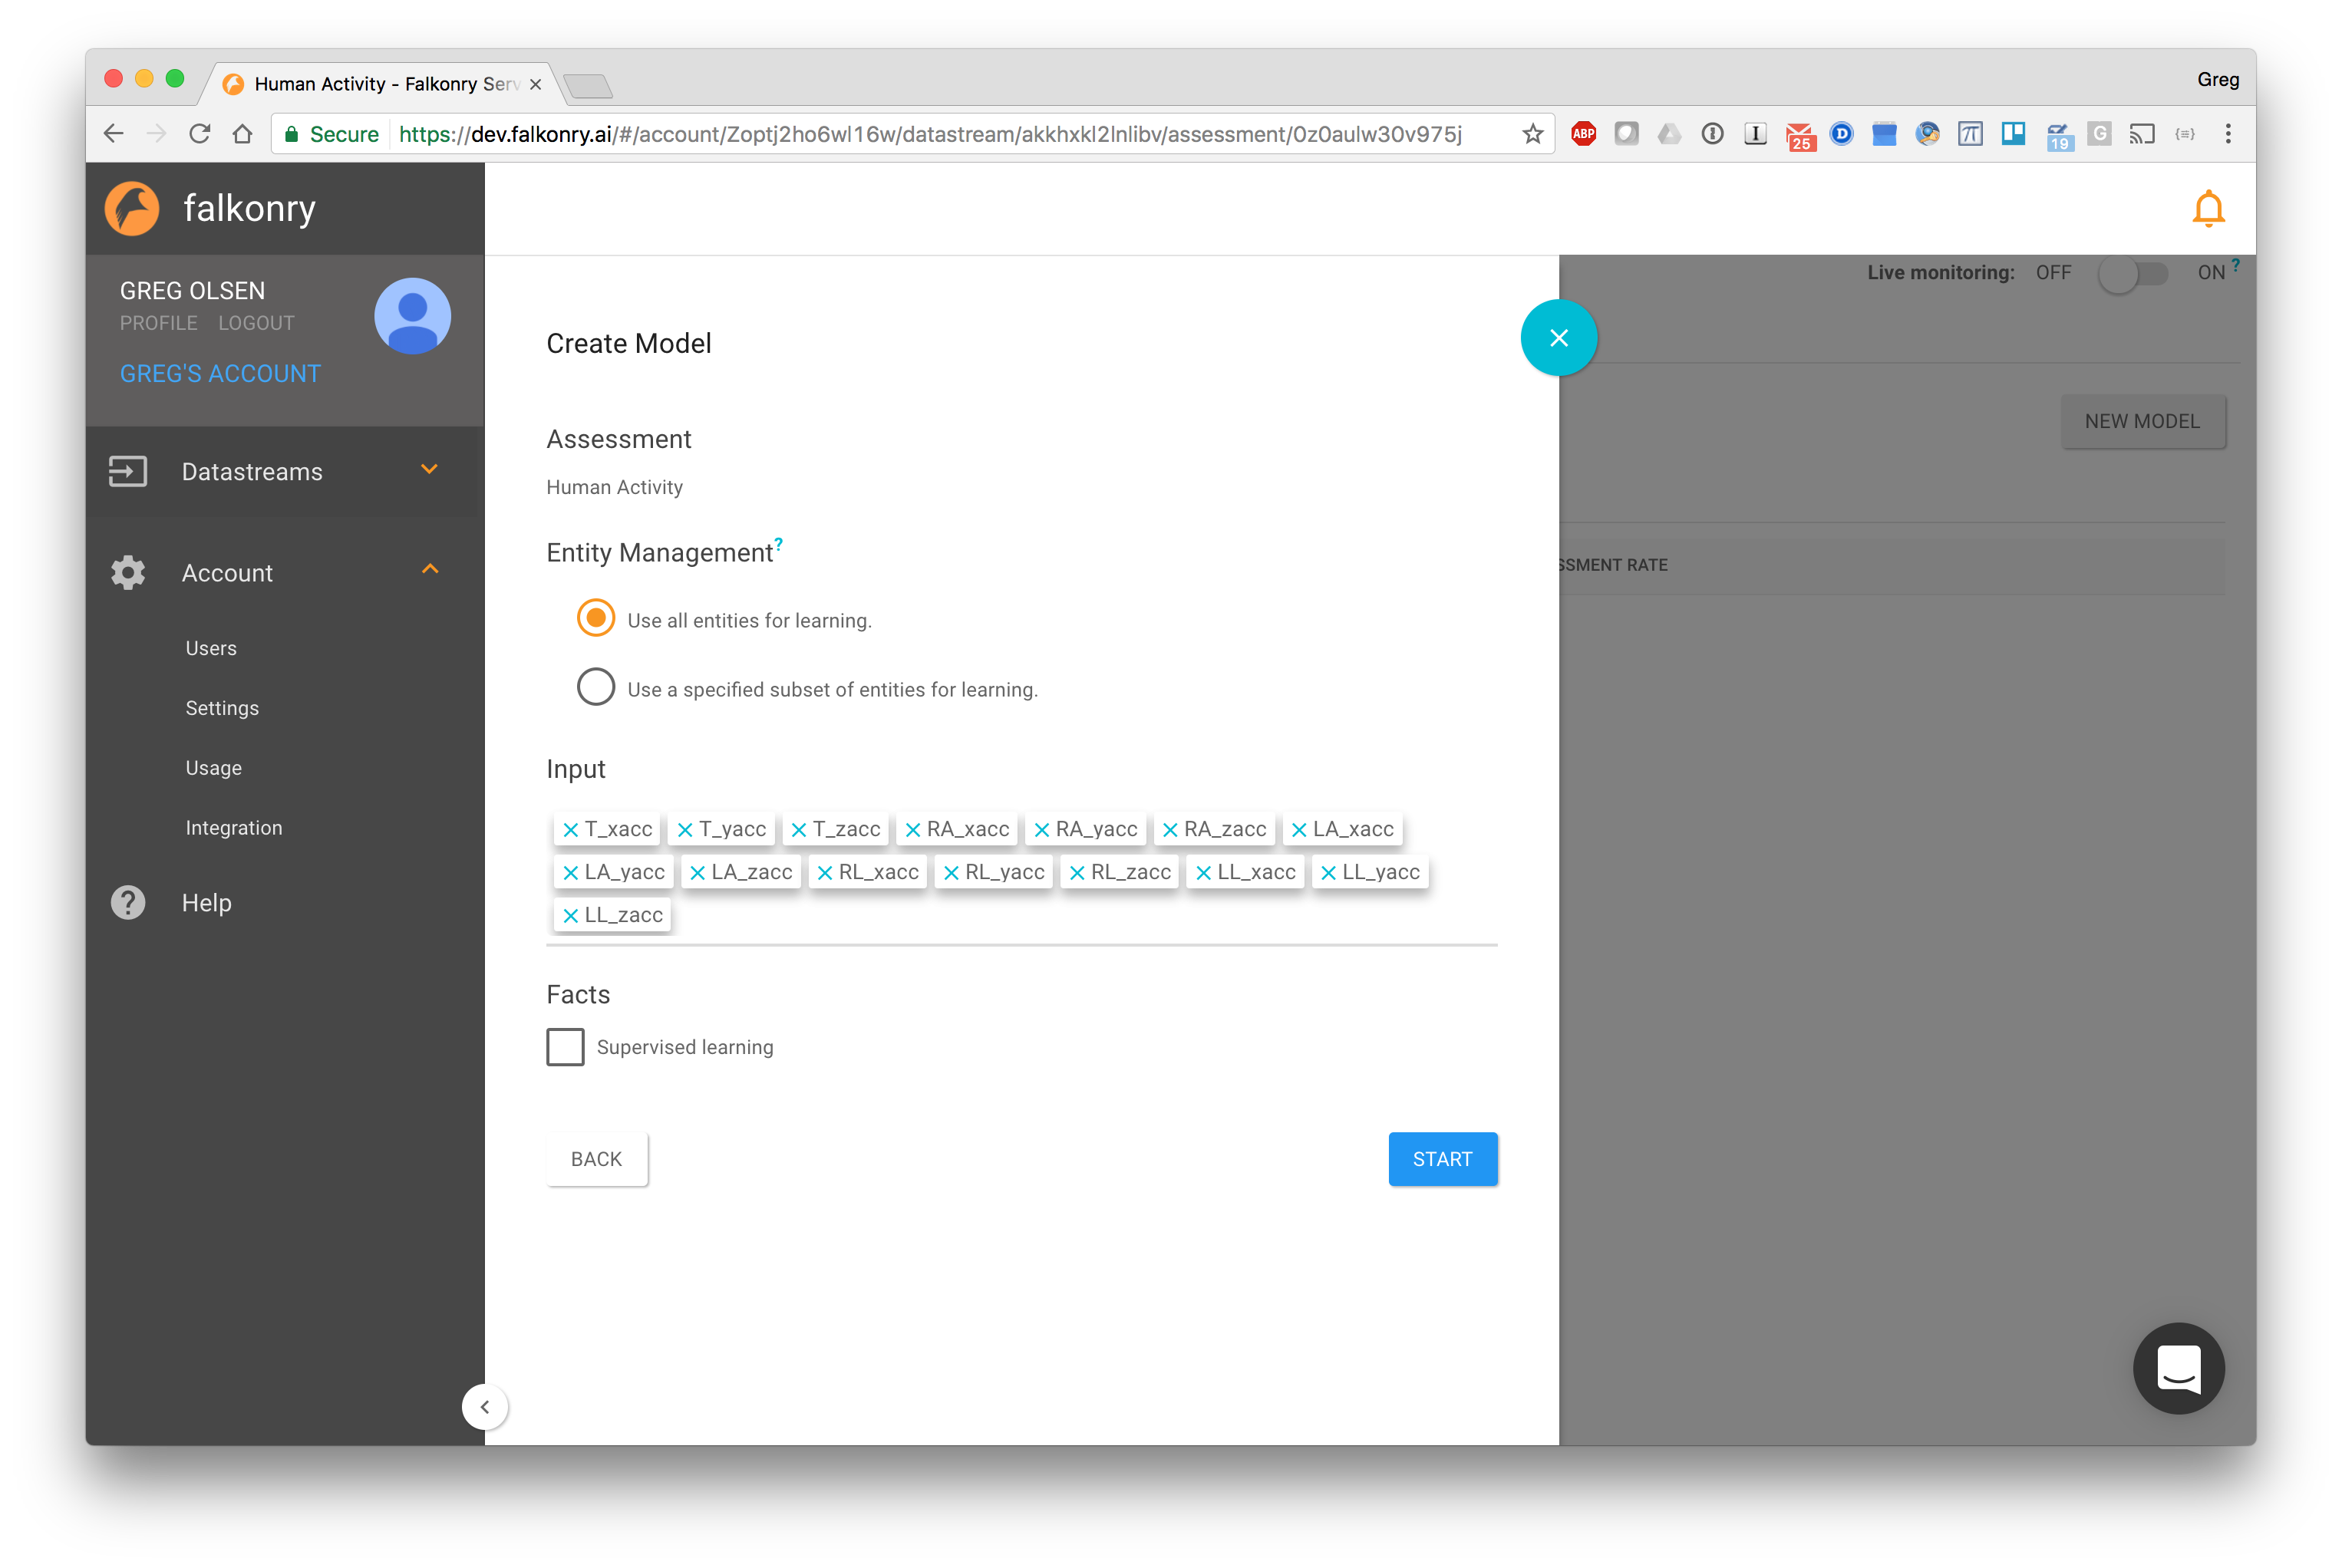 Human Activity - Falkonry Serv
Greg
Secure https://dev.falkonry.ai/#/account/Zoptj2ho6wl16w/datastream/akkhxkl2lnlibv/assessment/0z0aulw30v975j
ABP
25
D
19
G
falkonry
GREG OLSEN
PROFILE LOGOUT
GREG'S ACCOUNT
Datastreams
Account
Users
Settings
Usage
Integration
Help
Create Model
Assessment
Human Activity
Entity Management?
Use all entities for learning.
Use a specified subset of entities for learning.
Input
T_xacc T_yacc T_zacc RA_xacc RA_yacc RA_zacc LA_xacc
LA_yacc LA_zacc RL_xacc RL_yacc RL_zacc LL_xacc LL_yacc
LL_zacc
Facts
Supervised learning
BACK START
Live monitoring: OFF ON ?
NEW MODEL
SSMENT RATE